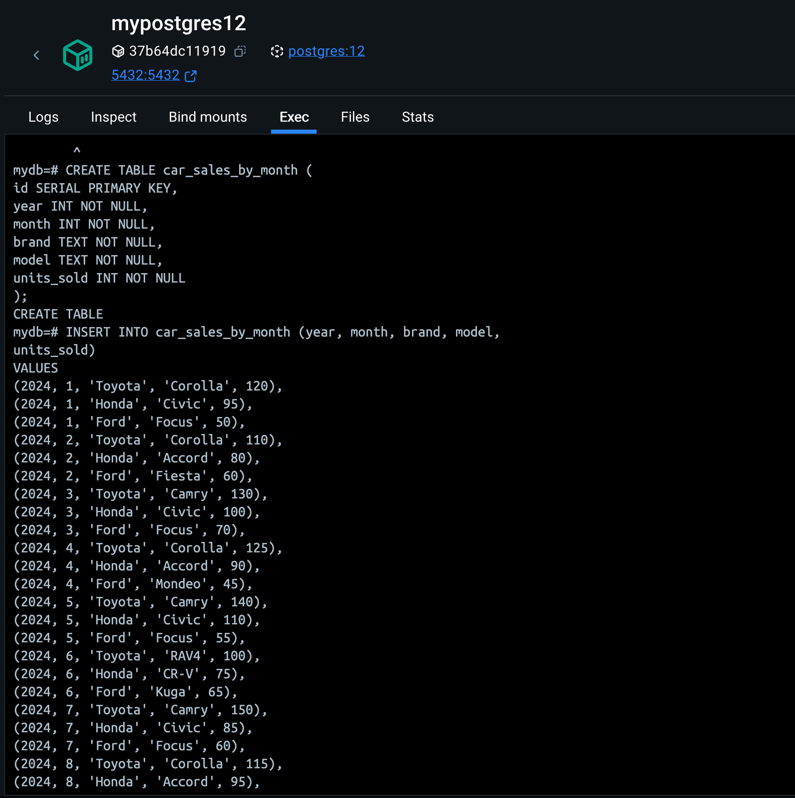 mypostgres12
37b64dc11919 postgres:12
5432:5432
Logs Inspect Bind mounts Exec Files Stats
^
mydb=# CREATE TABLE car_sales_by_month (
id SERIAL PRIMARY KEY,
year INT NOT NULL,
month INT NOT NULL,
brand TEXT NOT NULL,
model TEXT NOT NULL,
units_sold INT NOT NULL
);
CREATE TABLE
mydb=# INSERT INTO car_sales_by_month (year, month, brand, model,
units_sold)
VALUES
(2024, 1, 'Toyota', 'Corolla', 120),
(2024, 1, 'Honda', 'Civic', 95),
(2024, 1, 'Ford', 'Focus', 50),
(2024, 2, 'Toyota', 'Corolla', 110),
(2024, 2, 'Honda', 'Accord', 80),
(2024, 2, 'Ford', 'Fiesta', 60),
(2024, 3, 'Toyota', 'Camry', 130),
(2024, 3, 'Honda', 'Civic', 100),
(2024, 3, 'Ford', 'Focus', 70),
(2024, 4, 'Toyota', 'Corolla', 125),
(2024, 4, 'Honda', 'Accord', 90),
(2024, 4, 'Ford', 'Mondeo', 45),
(2024, 5, 'Toyota', 'Camry', 140),
(2024, 5, 'Honda', 'Civic', 110),
(2024, 5, 'Ford', 'Focus', 55),
(2024, 6, 'Toyota', 'RAV4', 100),
(2024, 6, 'Honda', 'CR-V', 75),
(2024, 6, 'Ford', 'Kuga', 65),
(2024, 7, 'Toyota', 'Camry', 150),
(2024, 7, 'Honda', 'Civic', 85),
(2024, 7, 'Ford', 'Focus', 60),
(2024, 8, 'Toyota', 'Corolla', 115),
(2024, 8, 'Honda', 'Accord', 95),